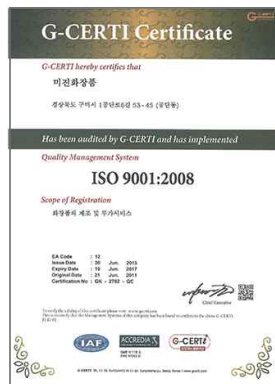 G-CERTI
G-CERTI Certificate
G-CERTI hereby certifies that
미진화장품
경상북도 구미시 1공단로6길 53-45 (공단동)
Has been audited by G-CERTI and has implemented
Quality Management System
ISO 9001:2008
Scope of Registration
화장품의 제조 및 부가서비스
EA Code : 12
Issue Date : 30 Jun. 2015
Expiry Date : 19 Jun. 2017
Original Date : 21 Jun. 2011
Certification No : GK - 2792 - QC
Chief Executive
IAF
ACCREDIA
G-CERTI